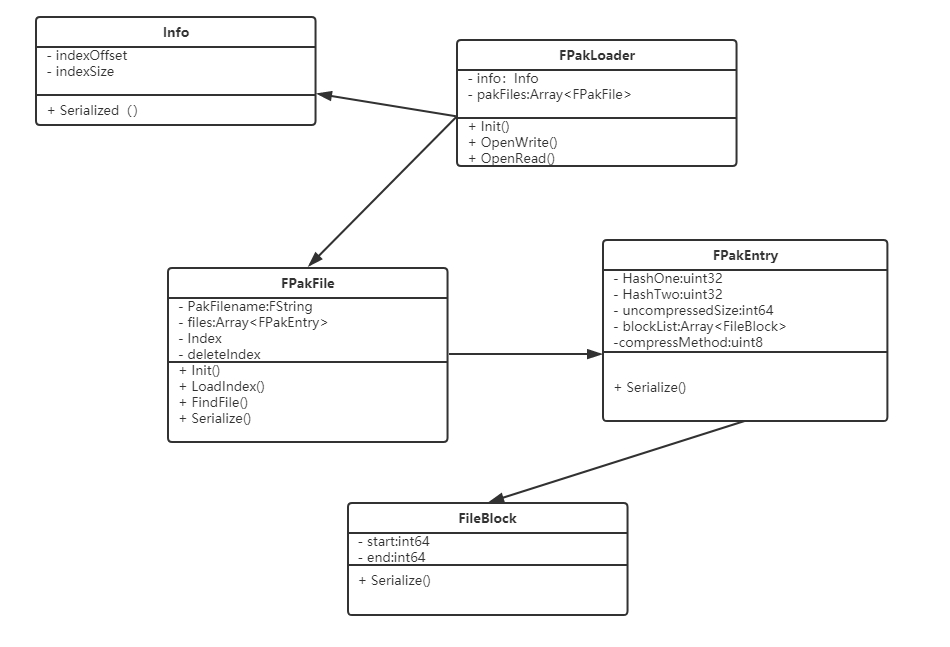 Info
- indexOffset
- indexSize
+ Serialized（）
FPakLoader
- info：Info
- pakFiles:Array<FPakFile>
+ Init()
+ OpenWrite()
+ OpenRead()
FPakFile
- PakFilename:FString
- files:Array<FPakEntry>
- Index
- deleteIndex
+ Init()
+ LoadIndex()
+ FindFile()
+ Serialize()
FPakEntry
- HashOne:uint32
- HashTwo:uint32
- uncompressedSize:int64
- blockList:Array<FileBlock>
-compressMethod:uint8
+ Serialize()
FileBlock
- start:int64
- end:int64
+ Serialize()